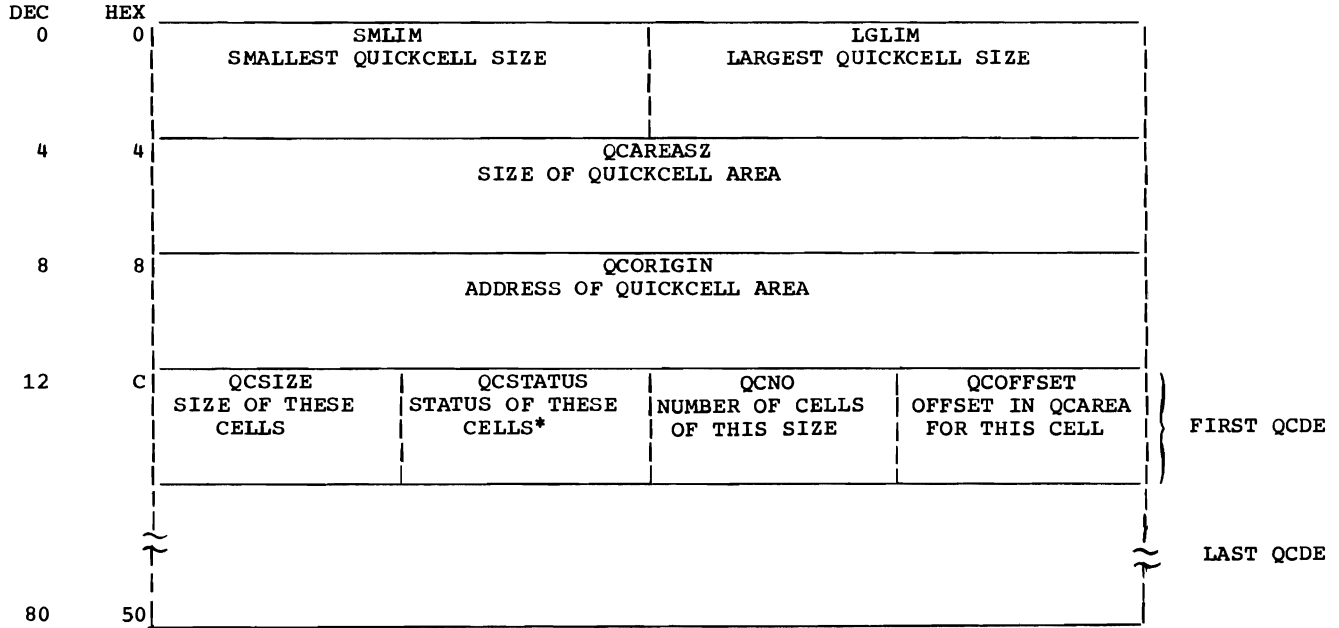 DEC HEX
0 0 SMLIM LGLIM
SMALLEST QUICKCELL SIZE LARGEST QUICKCELL SIZE
4 4 QCAREASZ
SIZE OF QUICKCELL AREA
8 8 QCORIGIN
ADDRESS OF QUICKCELL AREA
12 C QCSIZE QCSTATUS QCNO QCOFFSET
SIZE OF THESE STATUS OF THESE NUMBER OF CELLS OFFSET IN QCAREA
CELLS CELLS* OF THIS SIZE FOR THIS CELL
FIRST QCDE
LAST QCDE
80 50